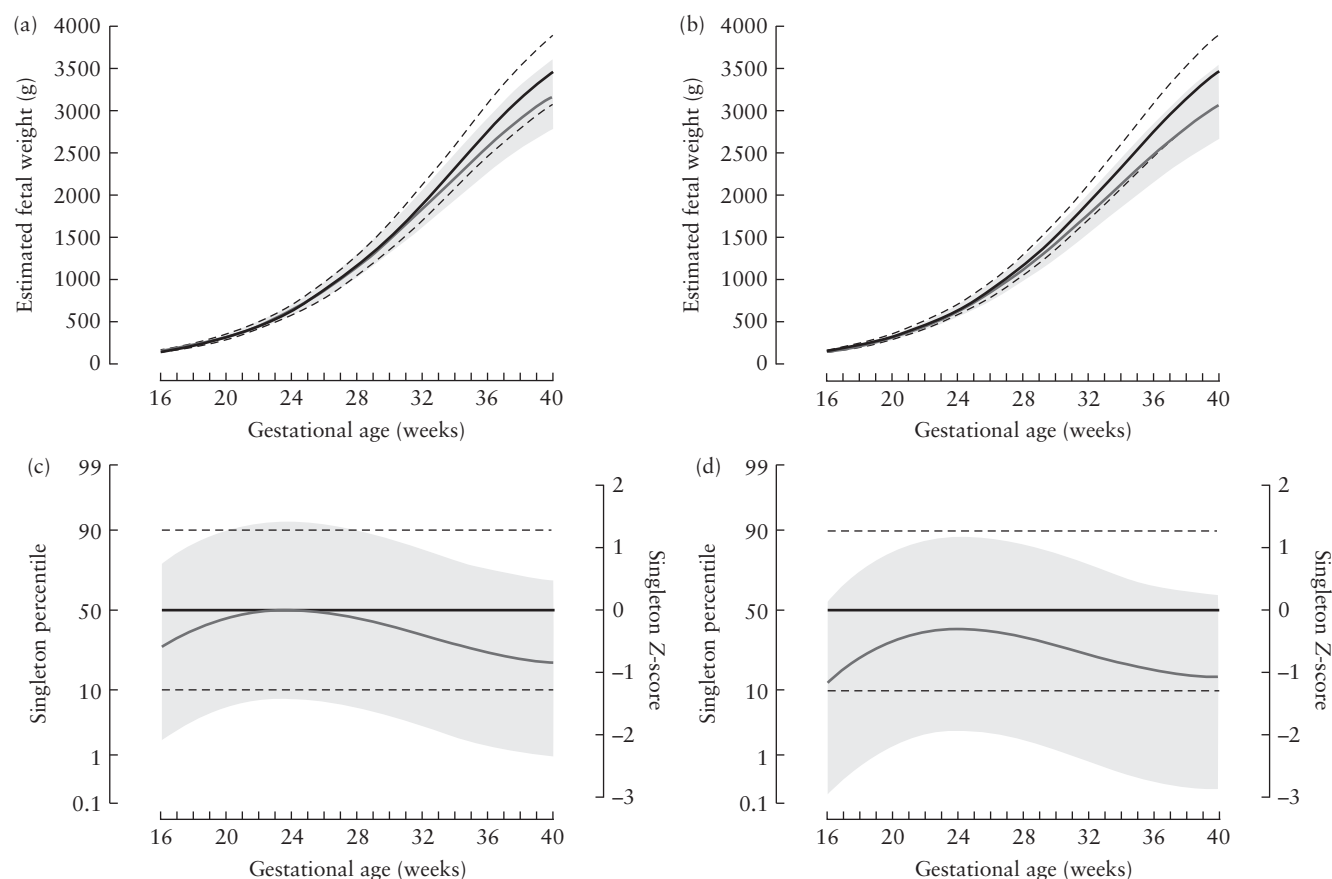 (a)
4000
3500
3000
2500
2000
1500
1000
500
0
Estimated fetal weight (g)
16 20 24 28 32 36 40
Gestational age (weeks)
(b)
4000
3500
3000
2500
2000
1500
1000
500
0
Estimated fetal weight (g)
16 20 24 28 32 36 40
Gestational age (weeks)
(c)
99
90
50
10
1
0.1
Singleton percentile
2
1
0
–1
–2
–3
Singleton Z-score
16 20 24 28 32 36 40
Gestational age (weeks)
(d)
99
90
50
10
1
0.1
Singleton percentile
2
1
0
–1
–2
–3
Singleton Z-score
16 20 24 28 32 36 40
Gestational age (weeks)